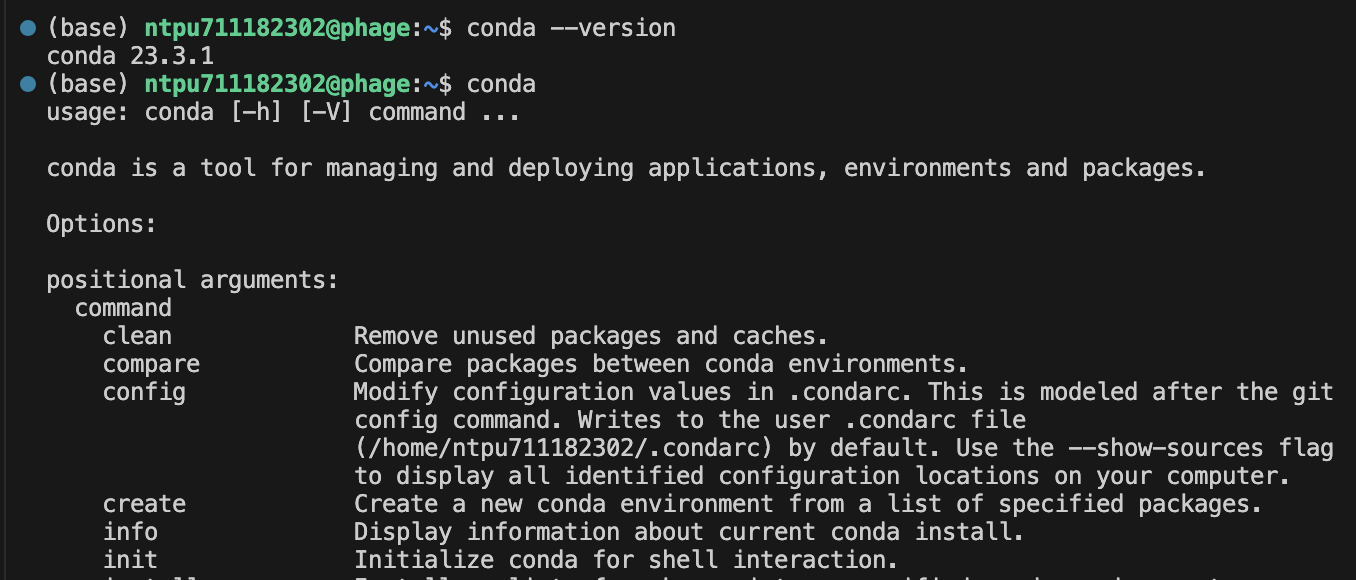 (base) ntpu711182302@phage:~$ conda --version
conda 23.3.1
(base) ntpu711182302@phage:~$ conda
usage: conda [-h] [-V] command ...
conda is a tool for managing and deploying applications, environments and packages.
Options:
positional arguments:
command
clean Remove unused packages and caches.
compare Compare packages between conda environments.
config Modify configuration values in .condarc. This is modeled after the git
config command. Writes to the user .condarc file
(/home/ntpu711182302/.condarc) by default. Use the --show-sources flag
to display all identified configuration locations on your computer.
create Create a new conda environment from a list of specified packages.
info Display information about current conda install.
init Initialize conda for shell interaction.